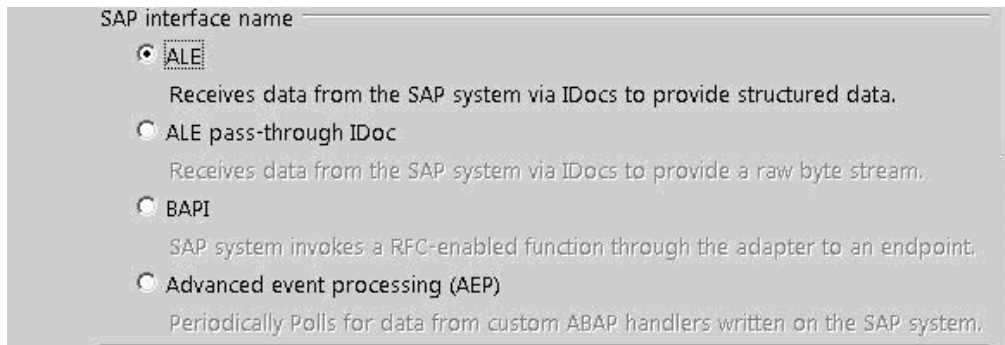 SAP interface name
ALE
Receives data from the SAP system via IDocs to provide structured data.
ALE pass-through IDoc
Receives data from the SAP system via IDocs to provide a raw byte stream.
BAPI
SAP system invokes a RFC-enabled function through the adapter to an endpoint.
Advanced event processing (AEP)
Periodically Polls for data from custom ABAP handlers written on the SAP system.